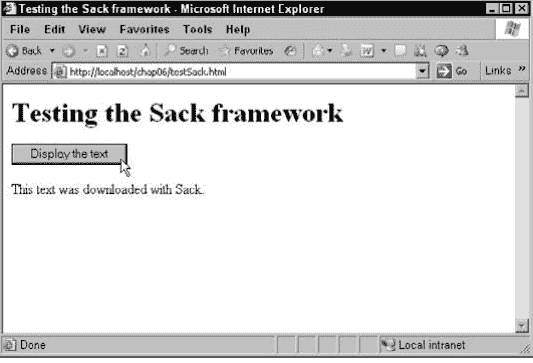 Testing the Sack framework - Microsoft Internet Explorer
File Edit View Favorites Tools Help
Back Search Favorites
Address http://localhost/chap06/testSack.html Go Links »
Testing the Sack framework
Display the text
This text was downloaded with Sack.
Done Local intranet